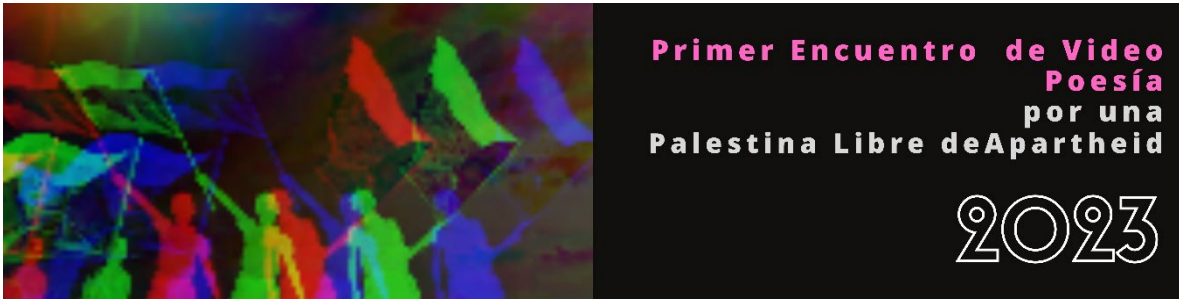 Primer Encuentro de Video
Poesía
por una
Palestina Libre deApartheid
2023